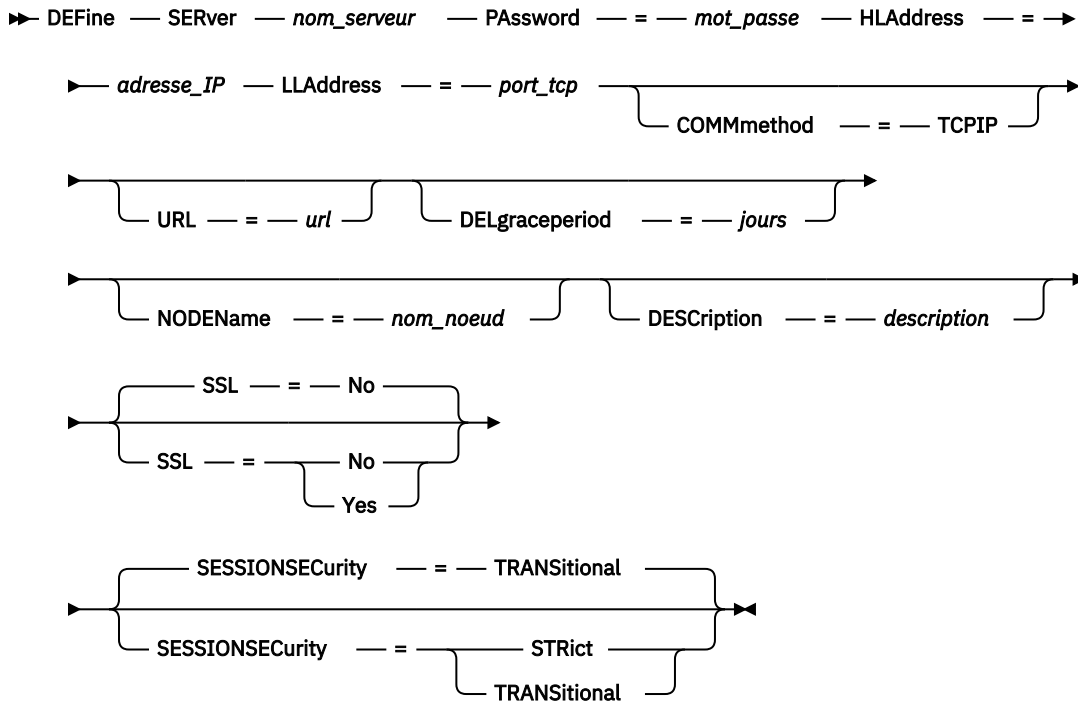 DEFine SERver nom_serveur PAssword = mot_passe HLAddress =
adresse_IP LLAddress = port_tcp
COMMmethod = TCPIP
URL = url DELgraceperiod = jours
NODEName = nom_noeud DESCription = description
SSL = No
SSL = No
Yes
SESSIONSECurity = TRANSitional
SESSIONSECurity = STRict
TRANSitional